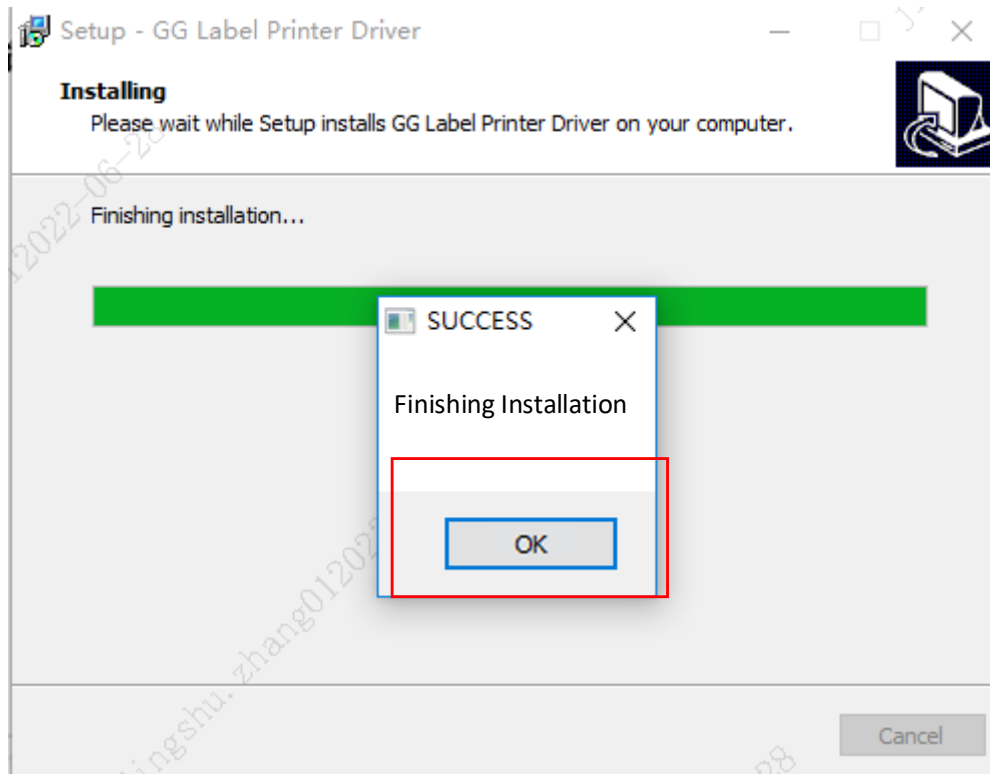 Setup - GG Label Printer Driver
Installing
Please wait while Setup installs GG Label Printer Driver on your computer.
Finishing installation...
SUCCESS
Finishing Installation
OK
Cancel